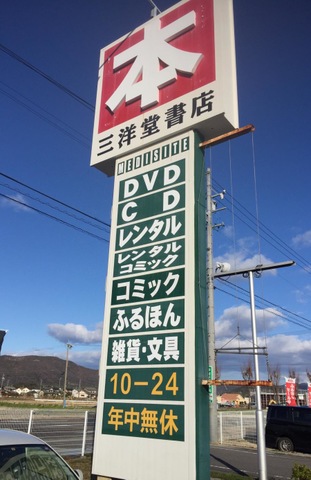 本
三洋堂書店
MEDISITE
DVD
CD
レンタル
レンタル
コミック
コミック
ふるほん
雑貨・文具
10-24
年中無休